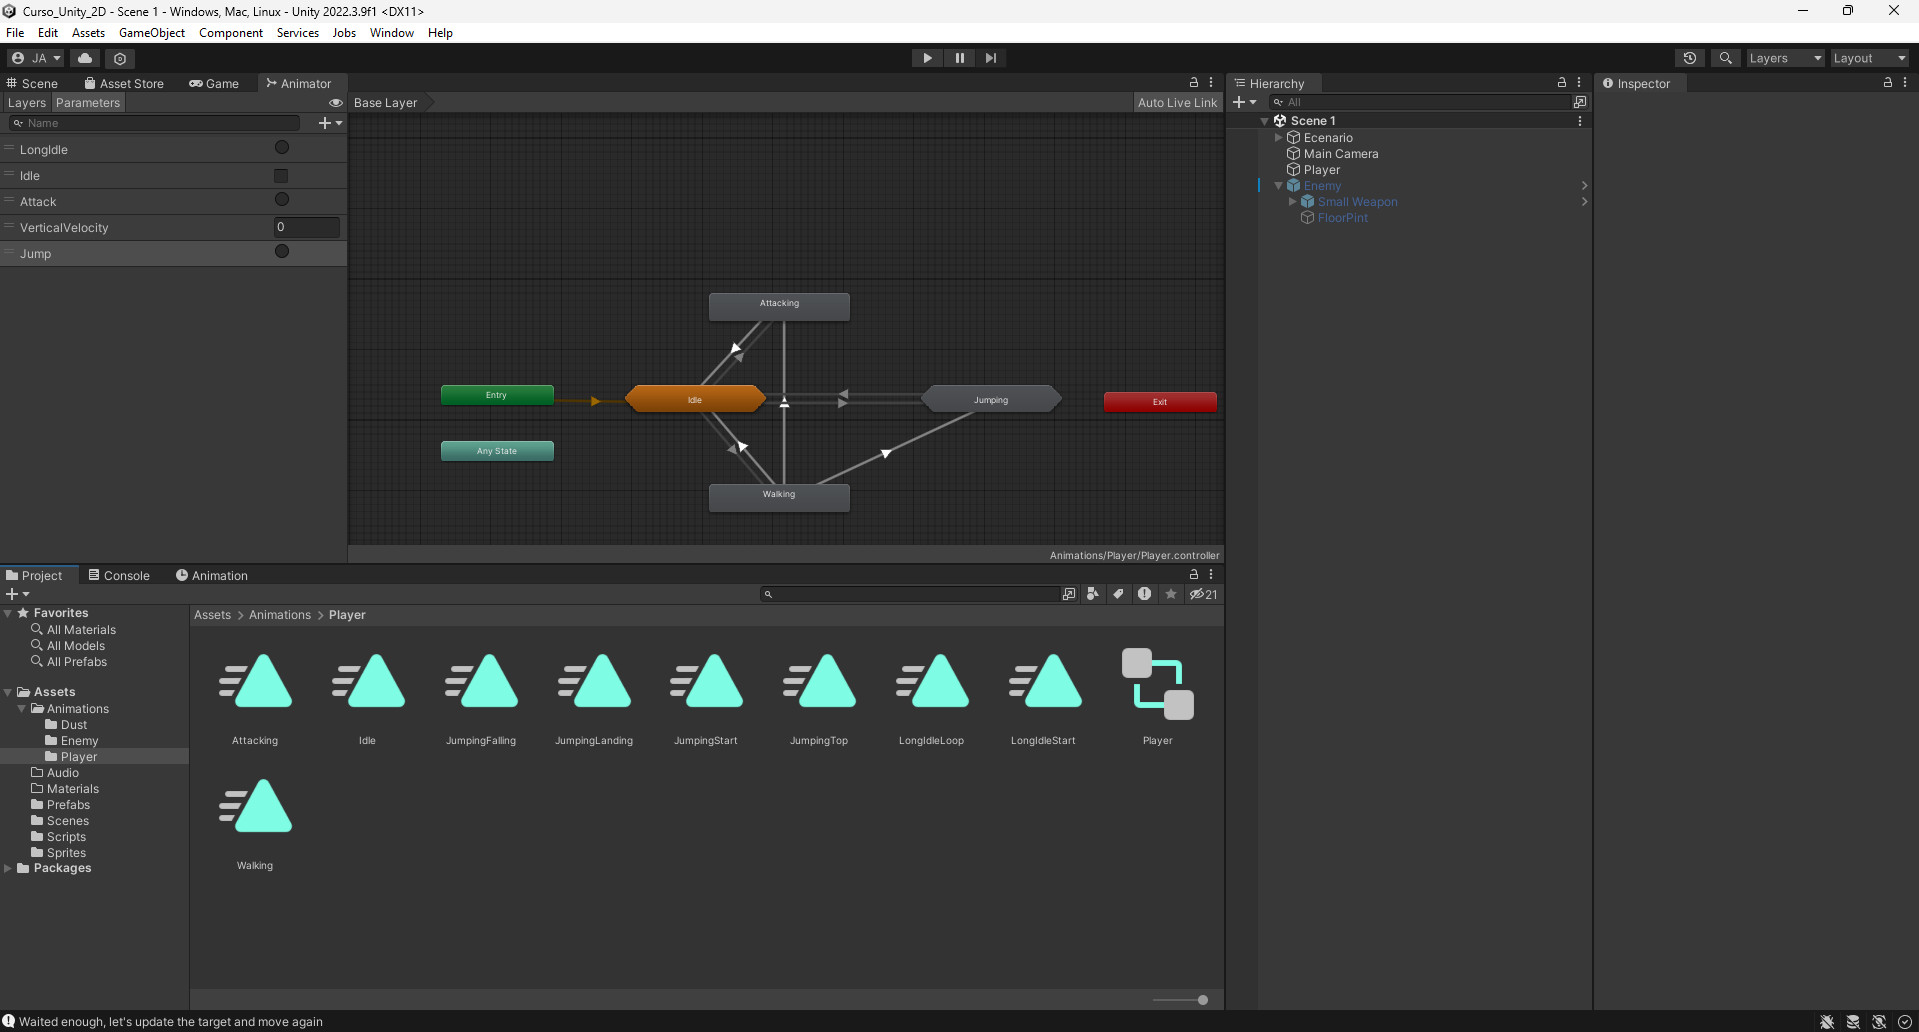 Curso_Unity_2D - Scene 1 - Windows, Mac, Linux - Unity 2022.3.9f1 <DX11>
File Edit Assets GameObject Component Services Jobs Window Help
JA Layers Layout
Scene Asset Store Game Animator
Layers Parameters Base Layer Auto Live Link
Name
LongIdle
Idle
Attack
VerticalVelocity 0
Jump
Attacking
Entry
Idle
Jumping
Exit
Any State
Walking
Animations/Player/Player.controller
Hierarchy
All
Scene 1
Ecenario
Main Camera
Player
Enemy
Small Weapon
FloorPint
Inspector
Project Console Animation
21
Favorites
All Materials
All Models
All Prefabs
Assets
Animations
Dust
Enemy
Player
Audio
Materials
Prefabs
Scenes
Scripts
Sprites
Packages
Assets > Animations > Player
Attacking Idle JumpingFalling JumpingLanding JumpingStart JumpingTop LongIdleLoop LongIdleStart Player
Walking
Waited enough, let's update the target and move again